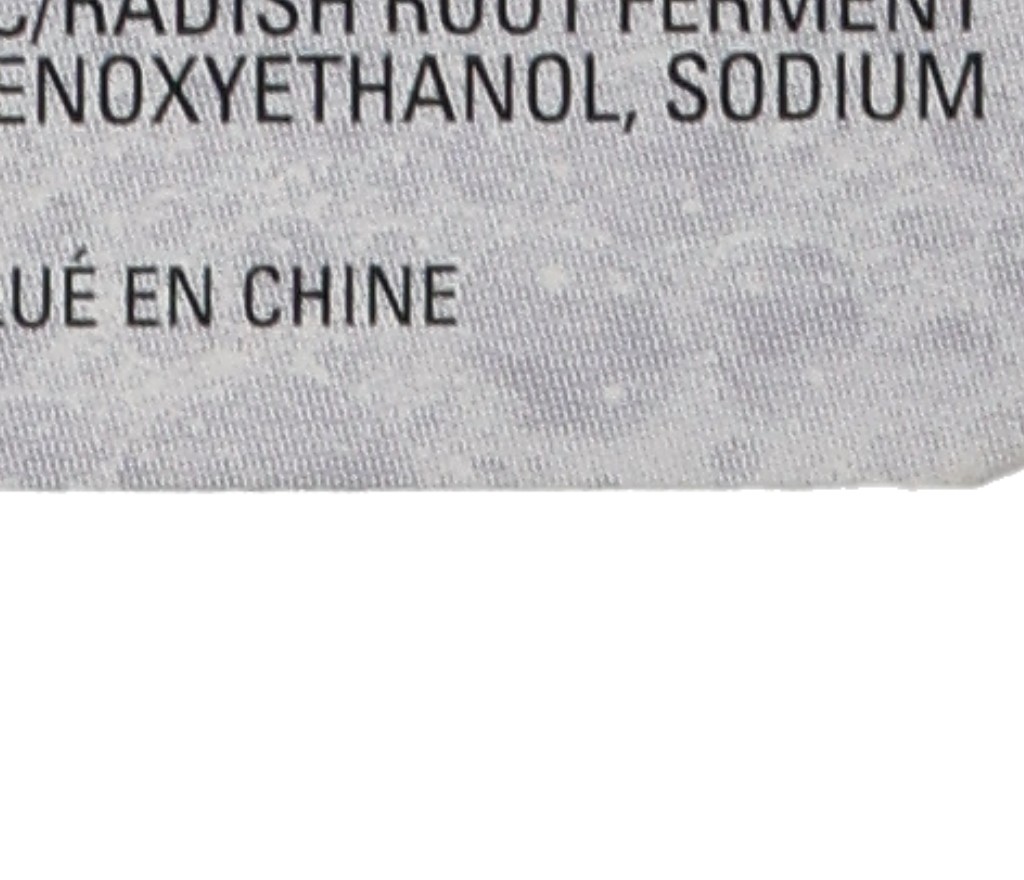 C/RADISH ROOT FERMENT
ENOXYETHANOL, SODIUM
UÉ EN CHINE